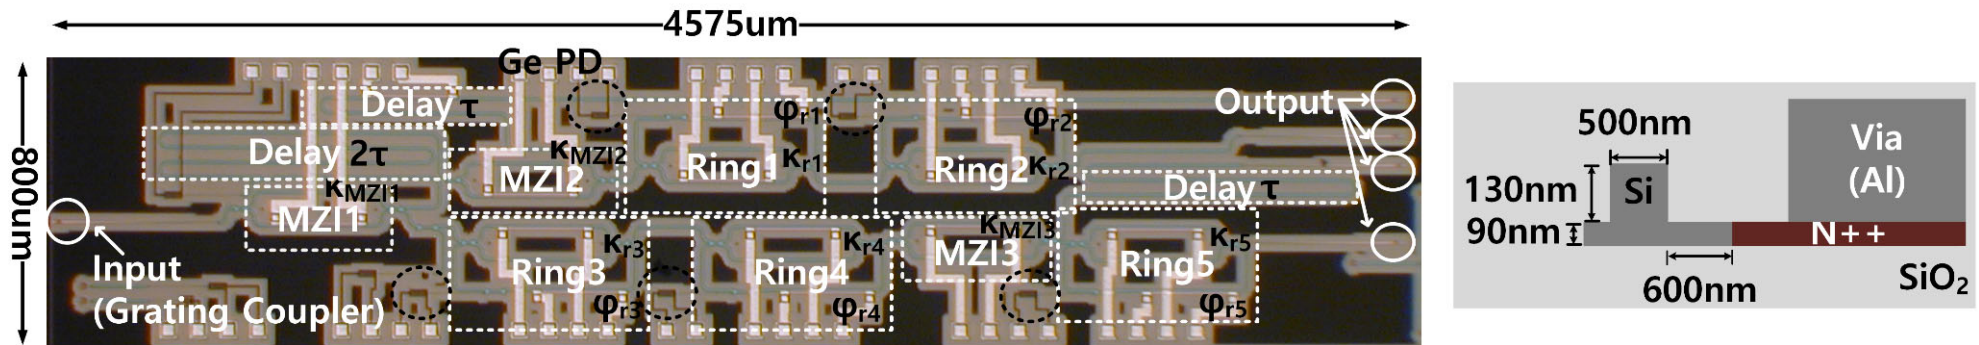 4575um
800um
Ge PD
Delay τ
φr1
φr2
Output
Delay 2τ
κMZI2
κr1
κr2
MZI2
Ring1
Ring2
κMZI1
Delay τ
MZI1
κr3
κr4
κMZI3
κr5
MZI3
Ring3
Ring4
Ring5
Input
(Grating Coupler)
φr3
φr4
φr5
500nm
Via
(Al)
130nm
Si
90nm
N++
600nm
SiO2